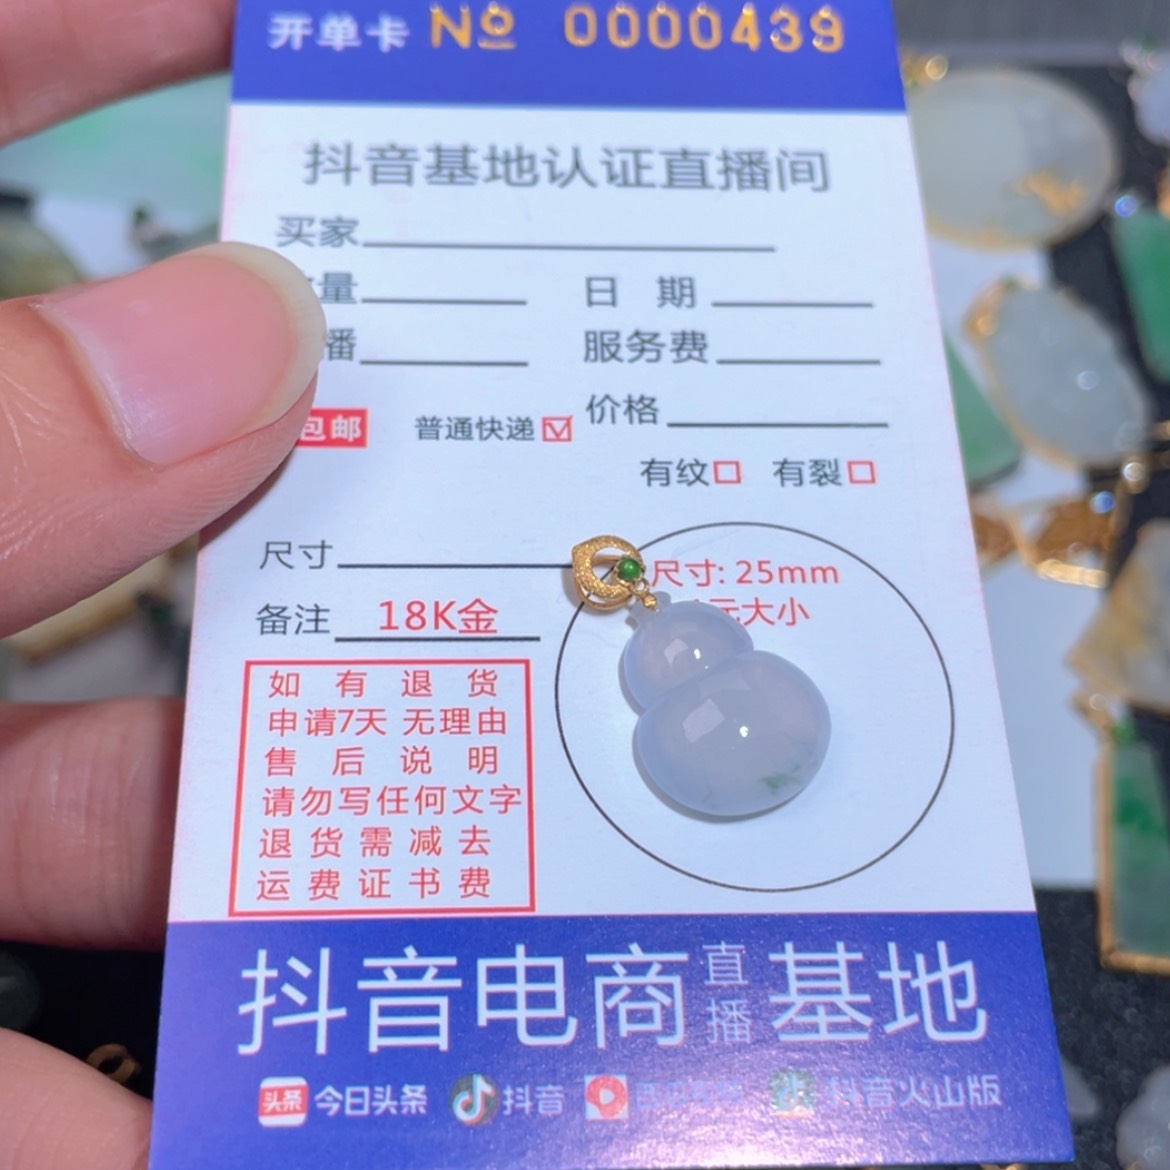 开单卡 № 0000439
抖音基地认证直播间
买家
量 日 期
播 服务费
价格
包邮 普通快递
有纹 有裂
尺寸
尺寸: 25mm
元大小
备注 18K金
如有退货
申请7天 无理由
售后说明
请勿写任何文字
退货需减去
运费证书费
抖音电商直播基地
头条 今日头条 抖音 抖音火山版